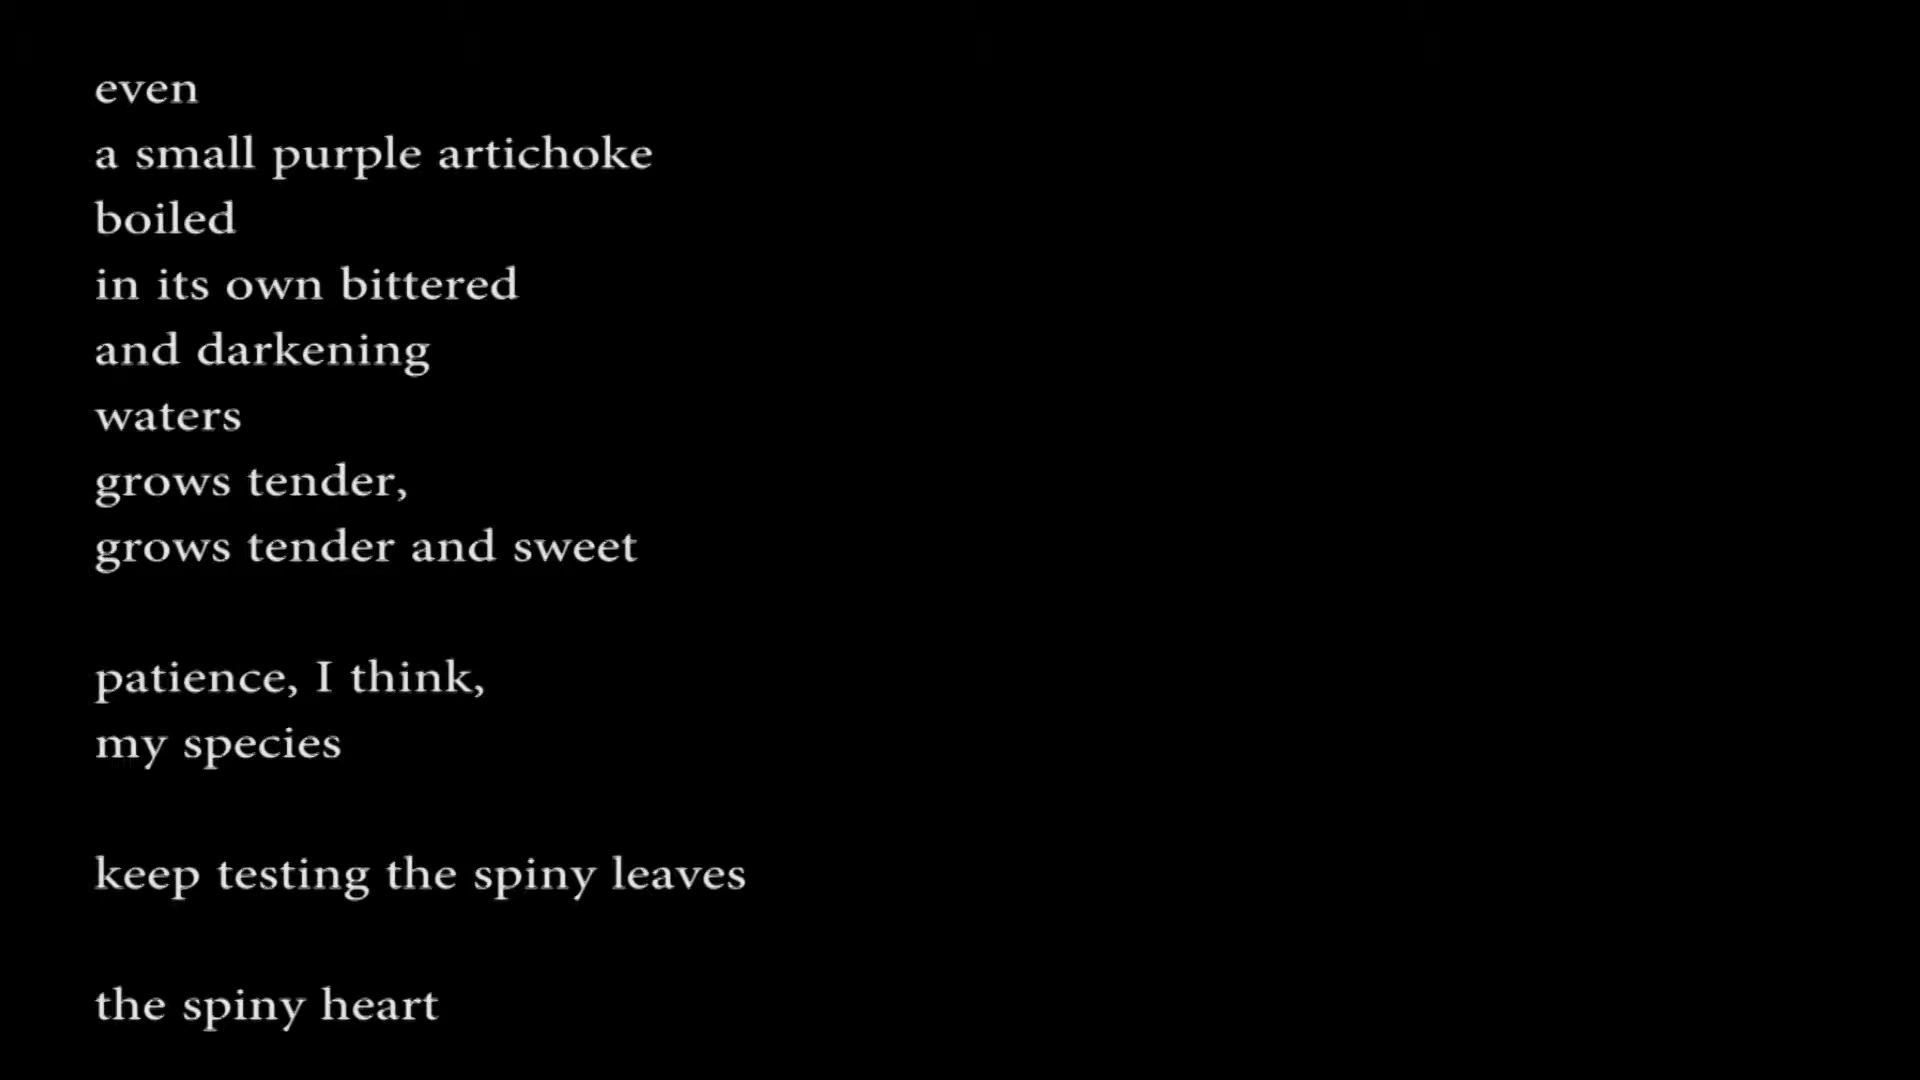 even
a small purple artichoke
boiled
in its own bittered
and darkening
waters
grows tender,
grows tender and sweet
patience, I think,
my species
keep testing the spiny leaves
the spiny heart